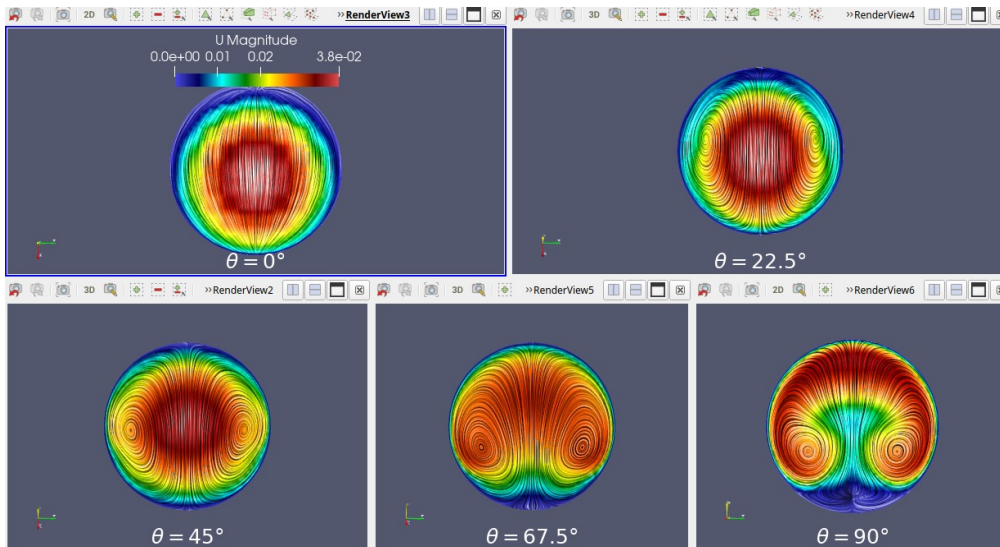 2D »RenderView3
3D »RenderView4
U Magnitude
0.0e+00 0.01 0.02 3.8e-02
θ = 0°
θ = 22.5°
3D »RenderView2
3D »RenderView5
2D »RenderView6
θ = 45°
θ = 67.5°
θ = 90°